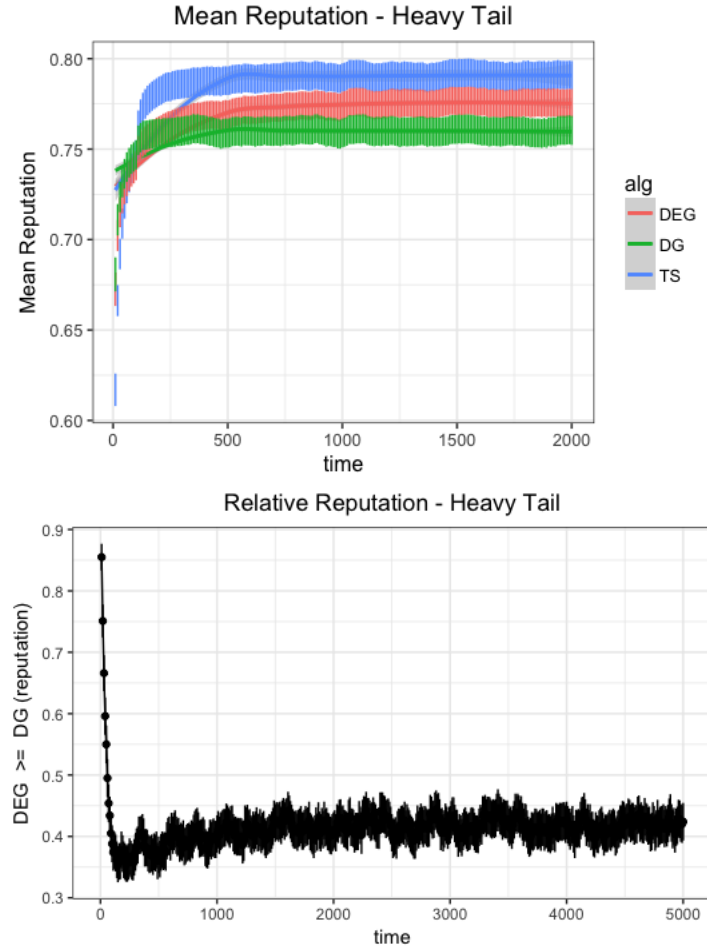 Mean Reputation - Heavy Tail
Mean Reputation
0.80
0.75
0.70
0.65
0.60
0
500
1000
1500
2000
time
alg
DEG
DG
TS
Relative Reputation - Heavy Tail
DEG >= DG (reputation)
0.9
0.8
0.7
0.6
0.5
0.4
0.3
0
1000
2000
3000
4000
5000
time